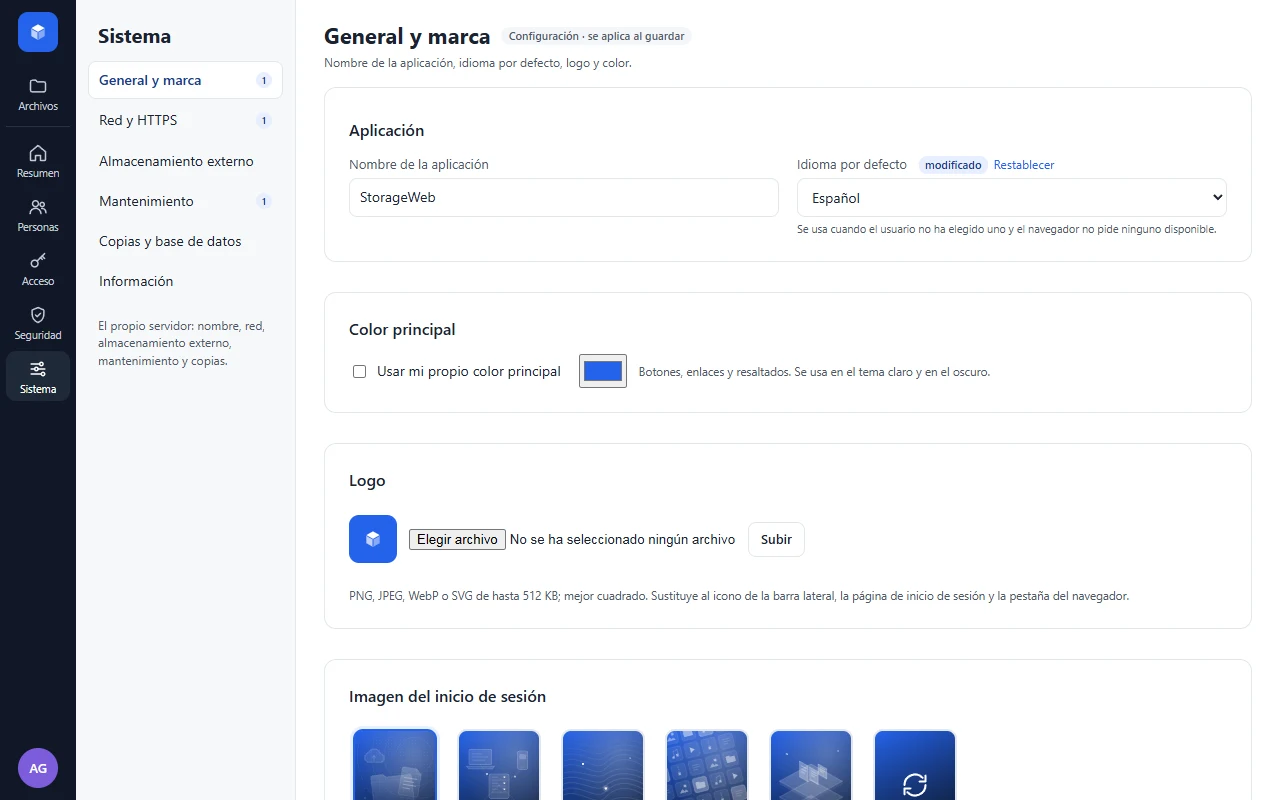 Archivos
Resumen
Personas
Acceso
Seguridad
Sistema
AG
Sistema
General y marca 1
Red y HTTPS 1
Almacenamiento externo
Mantenimiento 1
Copias y base de datos
Información
El propio servidor: nombre, red,
almacenamiento externo,
mantenimiento y copias.
General y marca Configuración · se aplica al guardar
Nombre de la aplicación, idioma por defecto, logo y color.
Aplicación
Nombre de la aplicación
StorageWeb
Idioma por defecto modificado Restablecer
Español
Se usa cuando el usuario no ha elegido uno y el navegador no pide ninguno disponible.
Color principal
Usar mi propio color principal Botones, enlaces y resaltados. Se usa en el tema claro y en el oscuro.
Logo
Elegir archivo No se ha seleccionado ningún archivo Subir
PNG, JPEG, WebP o SVG de hasta 512 KB; mejor cuadrado. Sustituye al icono de la barra lateral, la página de inicio de sesión y la pestaña del navegador.
Imagen del inicio de sesión